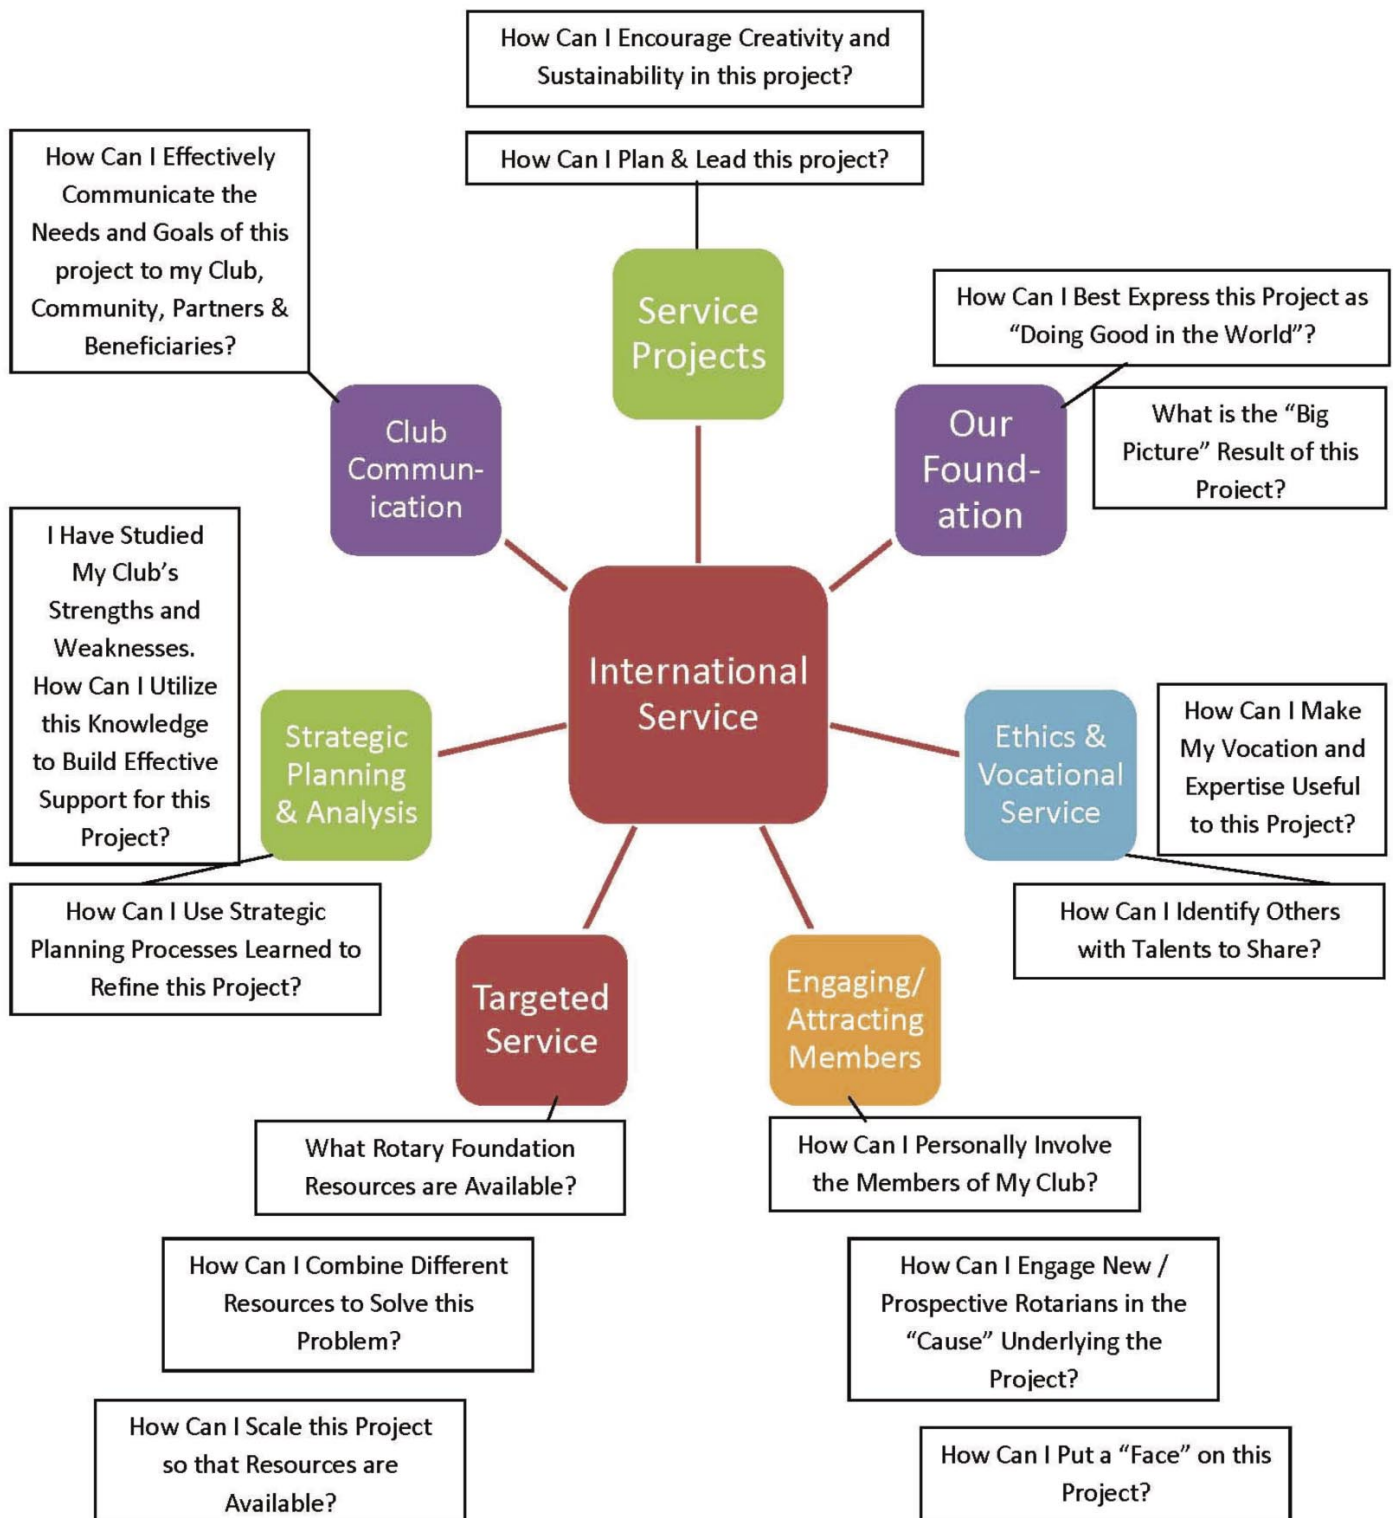 How Can I Encourage Creativity and
Sustainability in this project?
How Can I Plan & Lead this project?
Service
Projects
How Can I Effectively
Communicate the
Needs and Goals of this
project to my Club,
Community, Partners &
Beneficiaries?
Club
Commun-
ication
How Can I Best Express this Project as
“Doing Good in the World”?
What is the “Big
Picture” Result of this
Project?
Our
Found-
ation
International
Service
I Have Studied
My Club’s
Strengths and
Weaknesses.
How Can I Utilize
this Knowledge
to Build Effective
Support for this
Project?
Strategic
Planning
& Analysis
How Can I Use Strategic
Planning Processes Learned to
Refine this Project?
Ethics &
Vocational
Service
How Can I Make
My Vocation and
Expertise Useful
to this Project?
How Can I Identify Others
with Talents to Share?
Targeted
Service
What Rotary Foundation
Resources are Available?
How Can I Combine Different
Resources to Solve this
Problem?
How Can I Scale this Project
so that Resources are
Available?
Engaging/
Attracting
Members
How Can I Personally Involve
the Members of My Club?
How Can I Engage New /
Prospective Rotarians in the
“Cause” Underlying the
Project?
How Can I Put a “Face” on this
Project?